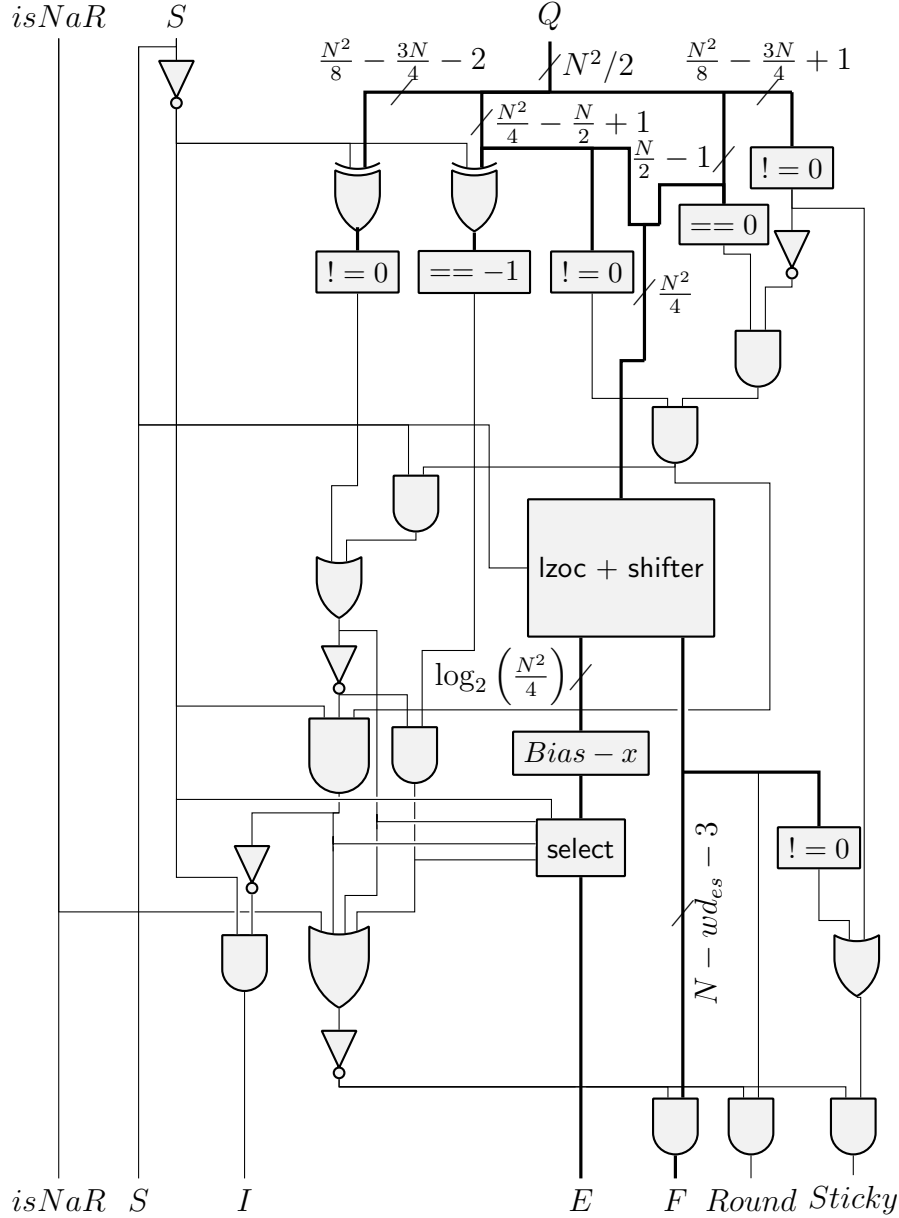 isNaR S Q
N²/8 − 3N/4 − 2
N²/2
N²/8 − 3N/4 + 1
N²/4 − N/2 + 1
N/2 − 1
! = 0
== 0
! = 0
== −1
! = 0
N²/4
lzoc + shifter
log₂ (N²/4)
Bias − x
select
! = 0
N − wd_es − 3
isNaR S I E F Round Sticky